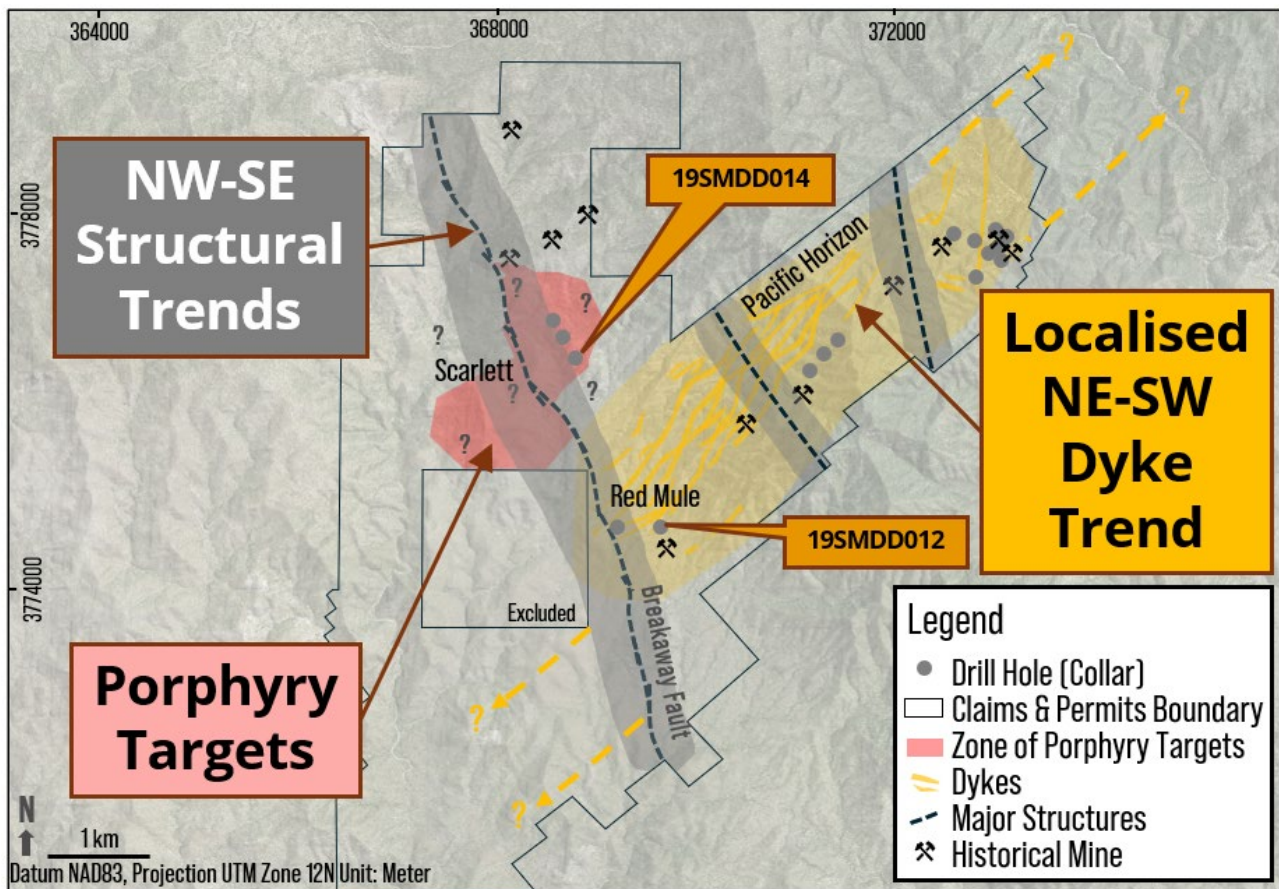 364000
368000
372000
3778000
3774000
NW-SE
Structural
Trends
19SMDD014
Pacific Horizon
Scarlett
Localised
NE-SW
Dyke
Trend
Red Mule
19SMDD012
Excluded
Breakaway Fault
Porphyry
Targets
?
?
?
?
?
?
?
?
?
?
?
Legend
Drill Hole (Collar)
Claims & Permits Boundary
Zone of Porphyry Targets
Dykes
Major Structures
Historical Mine
N
1 km
Datum NAD83, Projection UTM Zone 12N Unit: Meter